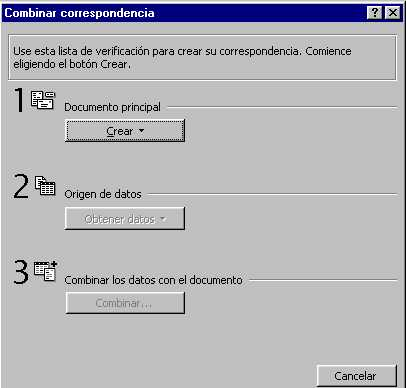 Combinar correspondencia
Use esta lista de verificación para crear su correspondencia. Comience
eligiendo el botón Crear.
1
Documento principal
Crear
2
Origen de datos
Obtener datos
3
Combinar los datos con el documento
Combinar...
Cancelar